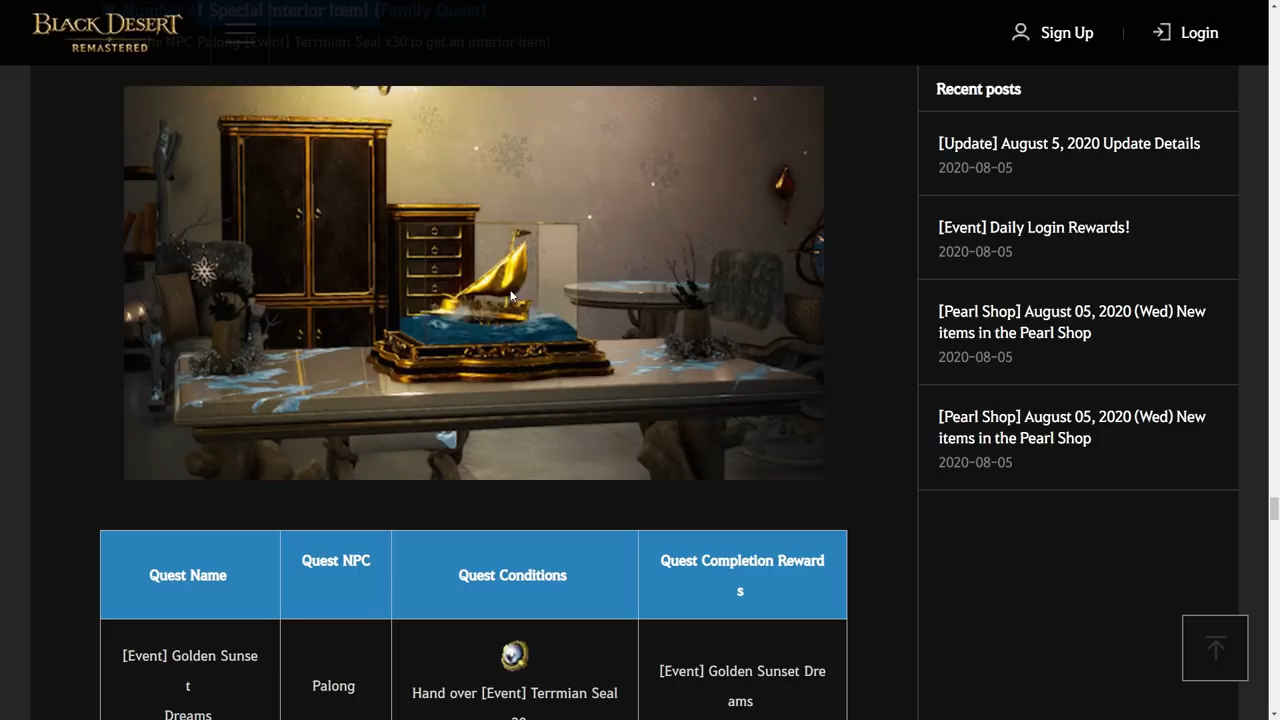 Number 4! Special Interior Item! (Family Quest)
BLACK DESERT
REMASTERED
the NPC Palong [Event] Terrmian Seal x30 to get an interior item!
Sign Up
Login
Recent posts
[Update] August 5, 2020 Update Details
2020-08-05
[Event] Daily Login Rewards!
2020-08-05
[Pearl Shop] August 05, 2020 (Wed) New
items in the Pearl Shop
2020-08-05
[Pearl Shop] August 05, 2020 (Wed) New
items in the Pearl Shop
2020-08-05
Quest Name
Quest NPC
Quest Conditions
Quest Completion Reward
s
[Event] Golden Sunse
t
Dreams
Palong
Hand over [Event] Terrmian Seal
[Event] Golden Sunset Dre
ams